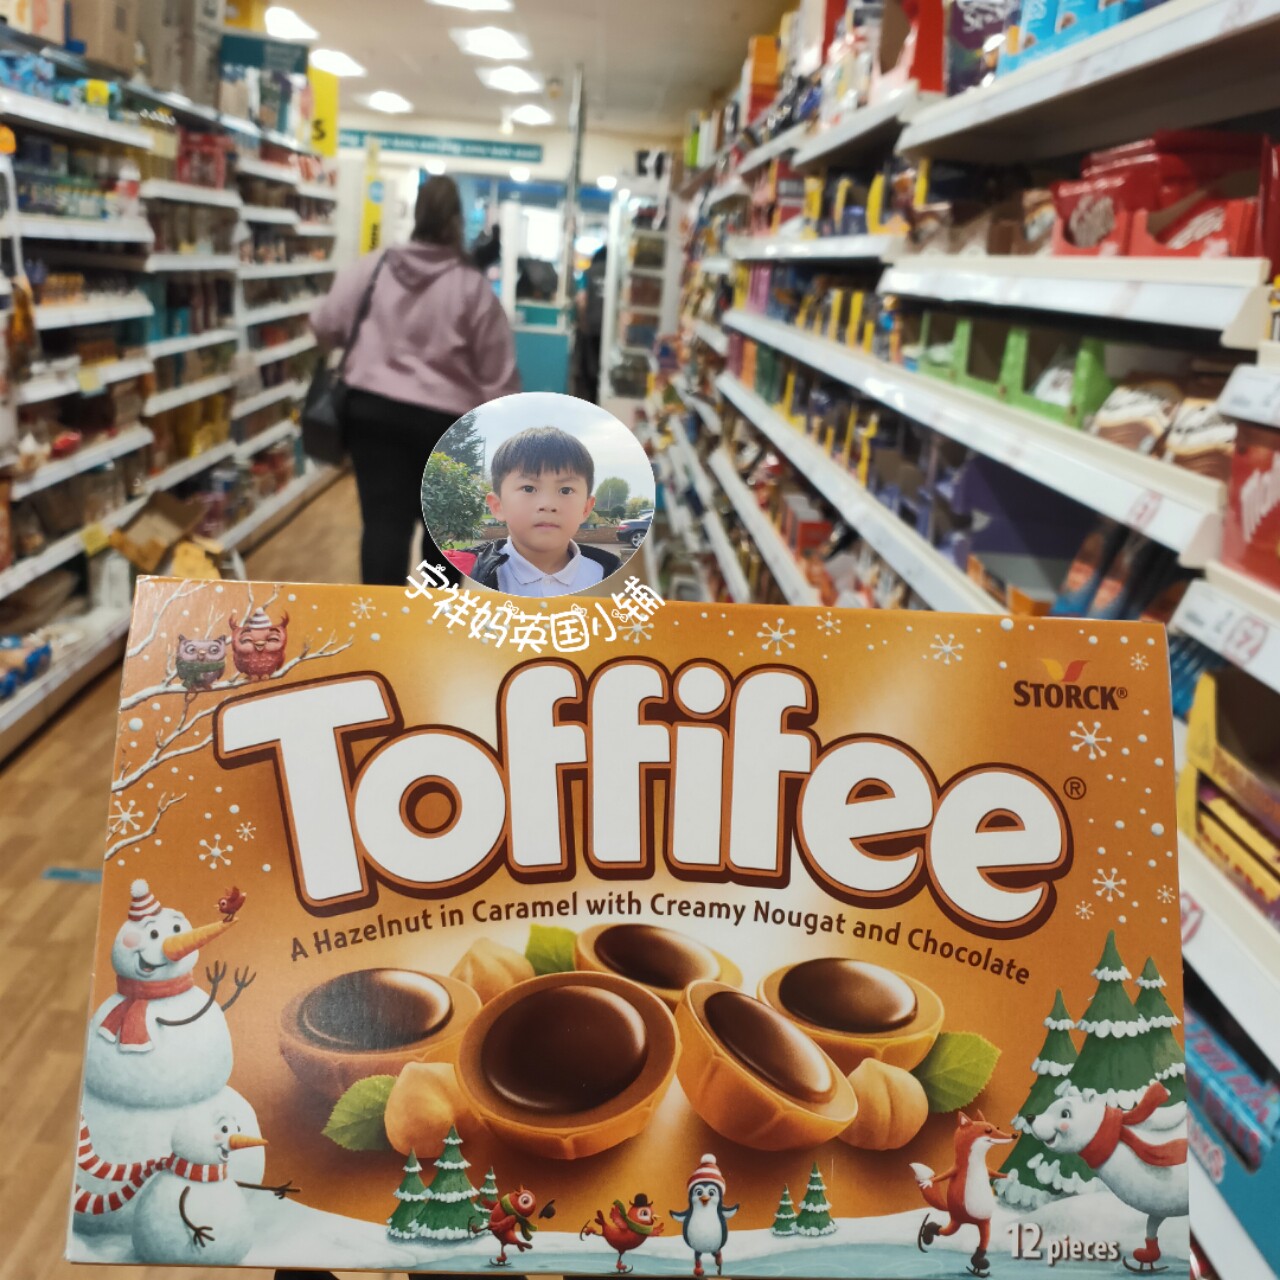 宇祥妈英国小铺
STORCK®
Toffifee®
A Hazelnut in Caramel with Creamy Nougat and Chocolate
12 pieces